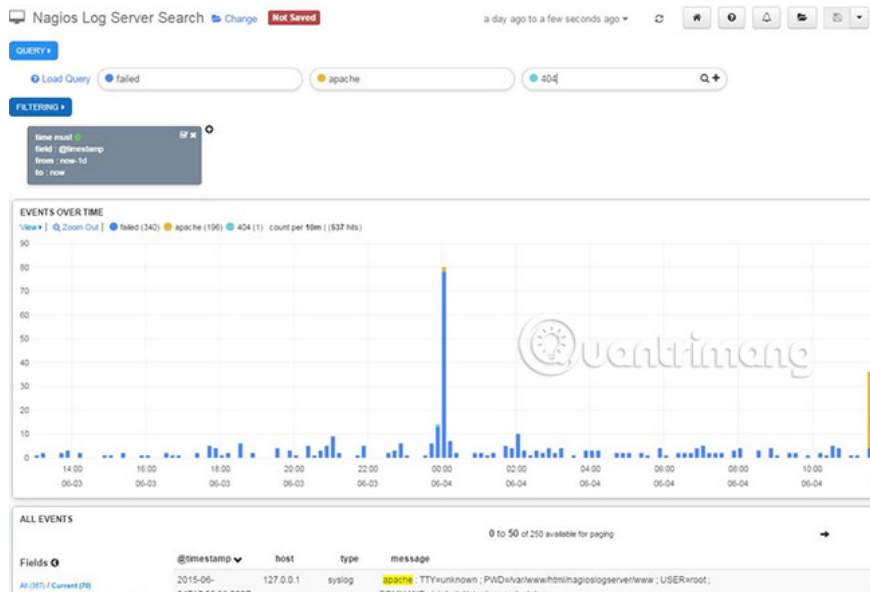 Nagios Log Server Search Change Not Saved a day ago to a few seconds ago
QUERY
Load Query failed apache 404
FILTERING
time must
field : @timestamp
from : now-1d
to : now
EVENTS OVER TIME
View | Zoom Out | failed (340) apache (196) 404 (1) count per 10m | (537 hits)
90
80
70
60
50
40
30
20
10
0
14:00 16:00 18:00 20:00 22:00 00:00 02:00 04:00 06:00 08:00 10:00
06-03 06-03 06-03 06-03 06-03 06-04 06-04 06-04 06-04 06-04 06-04
Quantrimang
ALL EVENTS
0 to 50 of 250 available for paging
Fields @timestamp host type message
All (357) / Current (70)
2015-06- 127.0.0.1 syslog apache : TTY=unknown ; PWD=/var/www/html/nagioslogserver/www ; USER=root ;